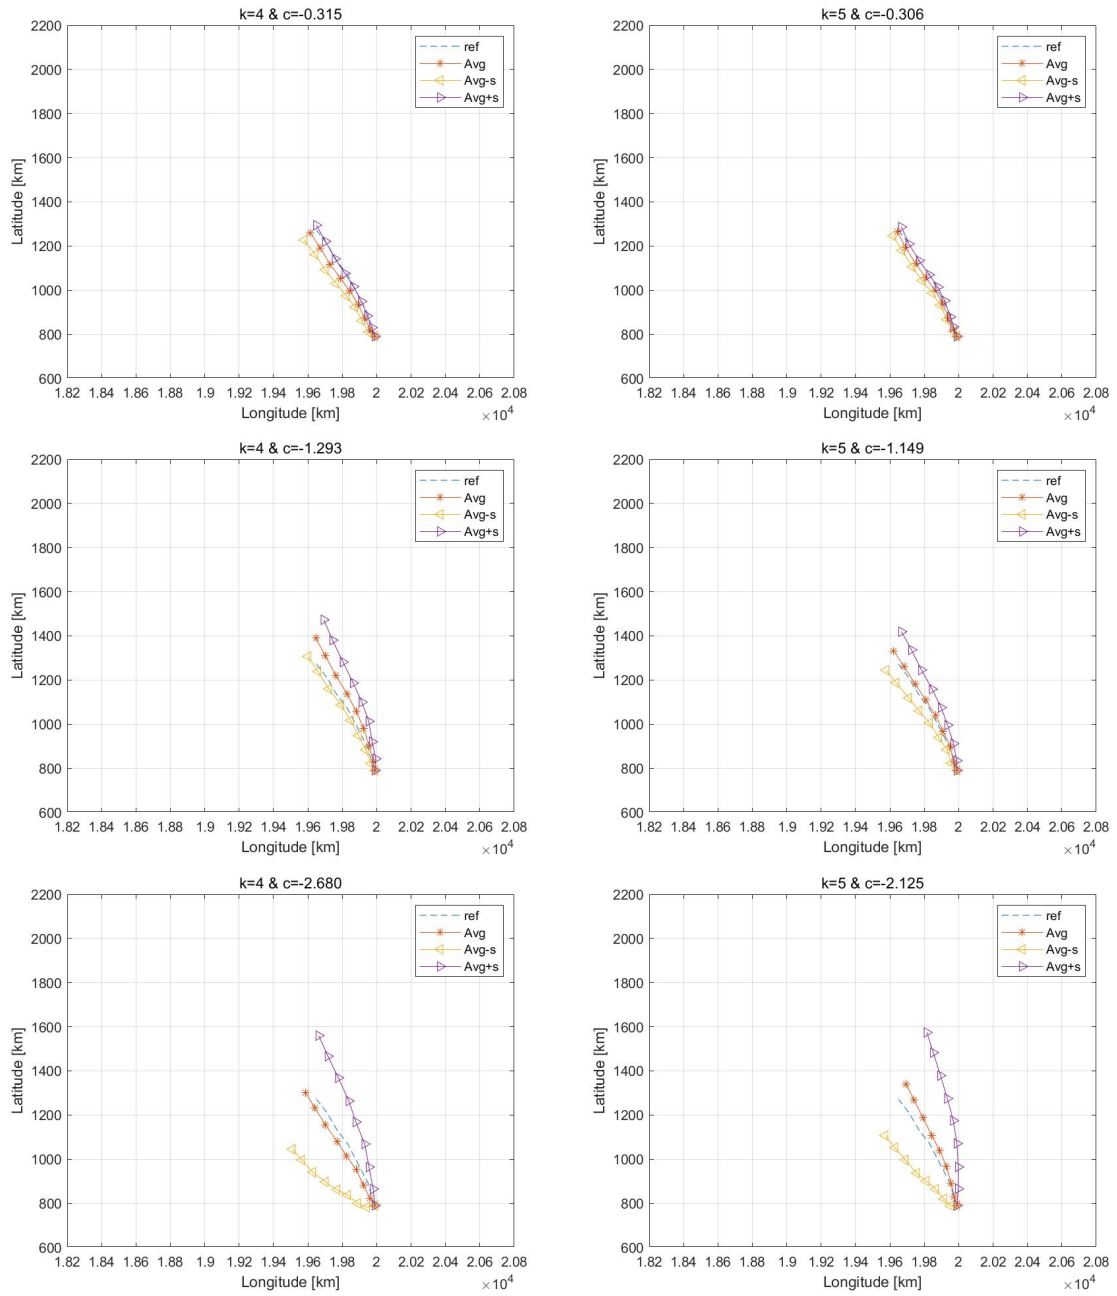 k=4 & c=-0.315
2200
2000
1800
1600
1400
1200
1000
800
600
Latitude [km]
ref
Avg
Avg-s
Avg+s
1.82 1.84 1.86 1.88 1.9 1.92 1.94 1.96 1.98 2 2.02 2.04 2.06 2.08
Longitude [km]
×10⁴
k=5 & c=-0.306
2200
2000
1800
1600
1400
1200
1000
800
600
Latitude [km]
ref
Avg
Avg-s
Avg+s
1.82 1.84 1.86 1.88 1.9 1.92 1.94 1.96 1.98 2 2.02 2.04 2.06 2.08
Longitude [km]
×10⁴
k=4 & c=-1.293
2200
2000
1800
1600
1400
1200
1000
800
600
Latitude [km]
ref
Avg
Avg-s
Avg+s
1.82 1.84 1.86 1.88 1.9 1.92 1.94 1.96 1.98 2 2.02 2.04 2.06 2.08
Longitude [km]
×10⁴
k=5 & c=-1.149
2200
2000
1800
1600
1400
1200
1000
800
600
Latitude [km]
ref
Avg
Avg-s
Avg+s
1.82 1.84 1.86 1.88 1.9 1.92 1.94 1.96 1.98 2 2.02 2.04 2.06 2.08
Longitude [km]
×10⁴
k=4 & c=-2.680
2200
2000
1800
1600
1400
1200
1000
800
600
Latitude [km]
ref
Avg
Avg-s
Avg+s
1.82 1.84 1.86 1.88 1.9 1.92 1.94 1.96 1.98 2 2.02 2.04 2.06 2.08
Longitude [km]
×10⁴
k=5 & c=-2.125
2200
2000
1800
1600
1400
1200
1000
800
600
Latitude [km]
ref
Avg
Avg-s
Avg+s
1.82 1.84 1.86 1.88 1.9 1.92 1.94 1.96 1.98 2 2.02 2.04 2.06 2.08
Longitude [km]
×10⁴